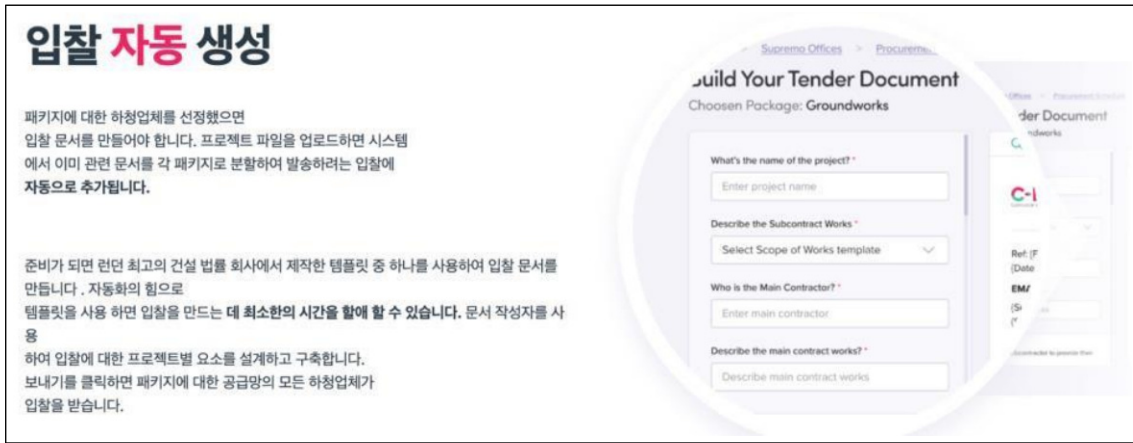 입찰 자동 생성
패키지에 대한 하청업체를 선정했으면
입찰 문서를 만들어야 합니다. 프로젝트 파일을 업로드하면 시스템
에서 이미 관련 문서를 각 패키지로 분할하여 발송하려는 입찰에
자동으로 추가됩니다.
준비가 되면 런던 최고의 건설 법률 회사에서 제작한 템플릿 중 하나를 사용하여 입찰 문서를
만듭니다 . 자동화의 힘으로
템플릿을 사용 하면 입찰을 만드는 데 최소한의 시간을 할애 할 수 있습니다. 문서 작성자를 사
용
하여 입찰에 대한 프로젝트별 요소를 설계하고 구축합니다.
보내기를 클릭하면 패키지에 대한 공급망의 모든 하청업체가
입찰을 받습니다.
> Supremo Offices > Procureme
uild Your Tender Document
Choosen Package: Groundworks
What's the name of the project? *
Enter project name
Describe the Subcontract Works *
Select Scope of Works template
Who is the Main Contractor? *
Enter main contractor
Describe the main contract works? *
Describe main contract works
Offices > Procurement Schedule
der Document
ndworks
Ref: {F
{Date
EMA